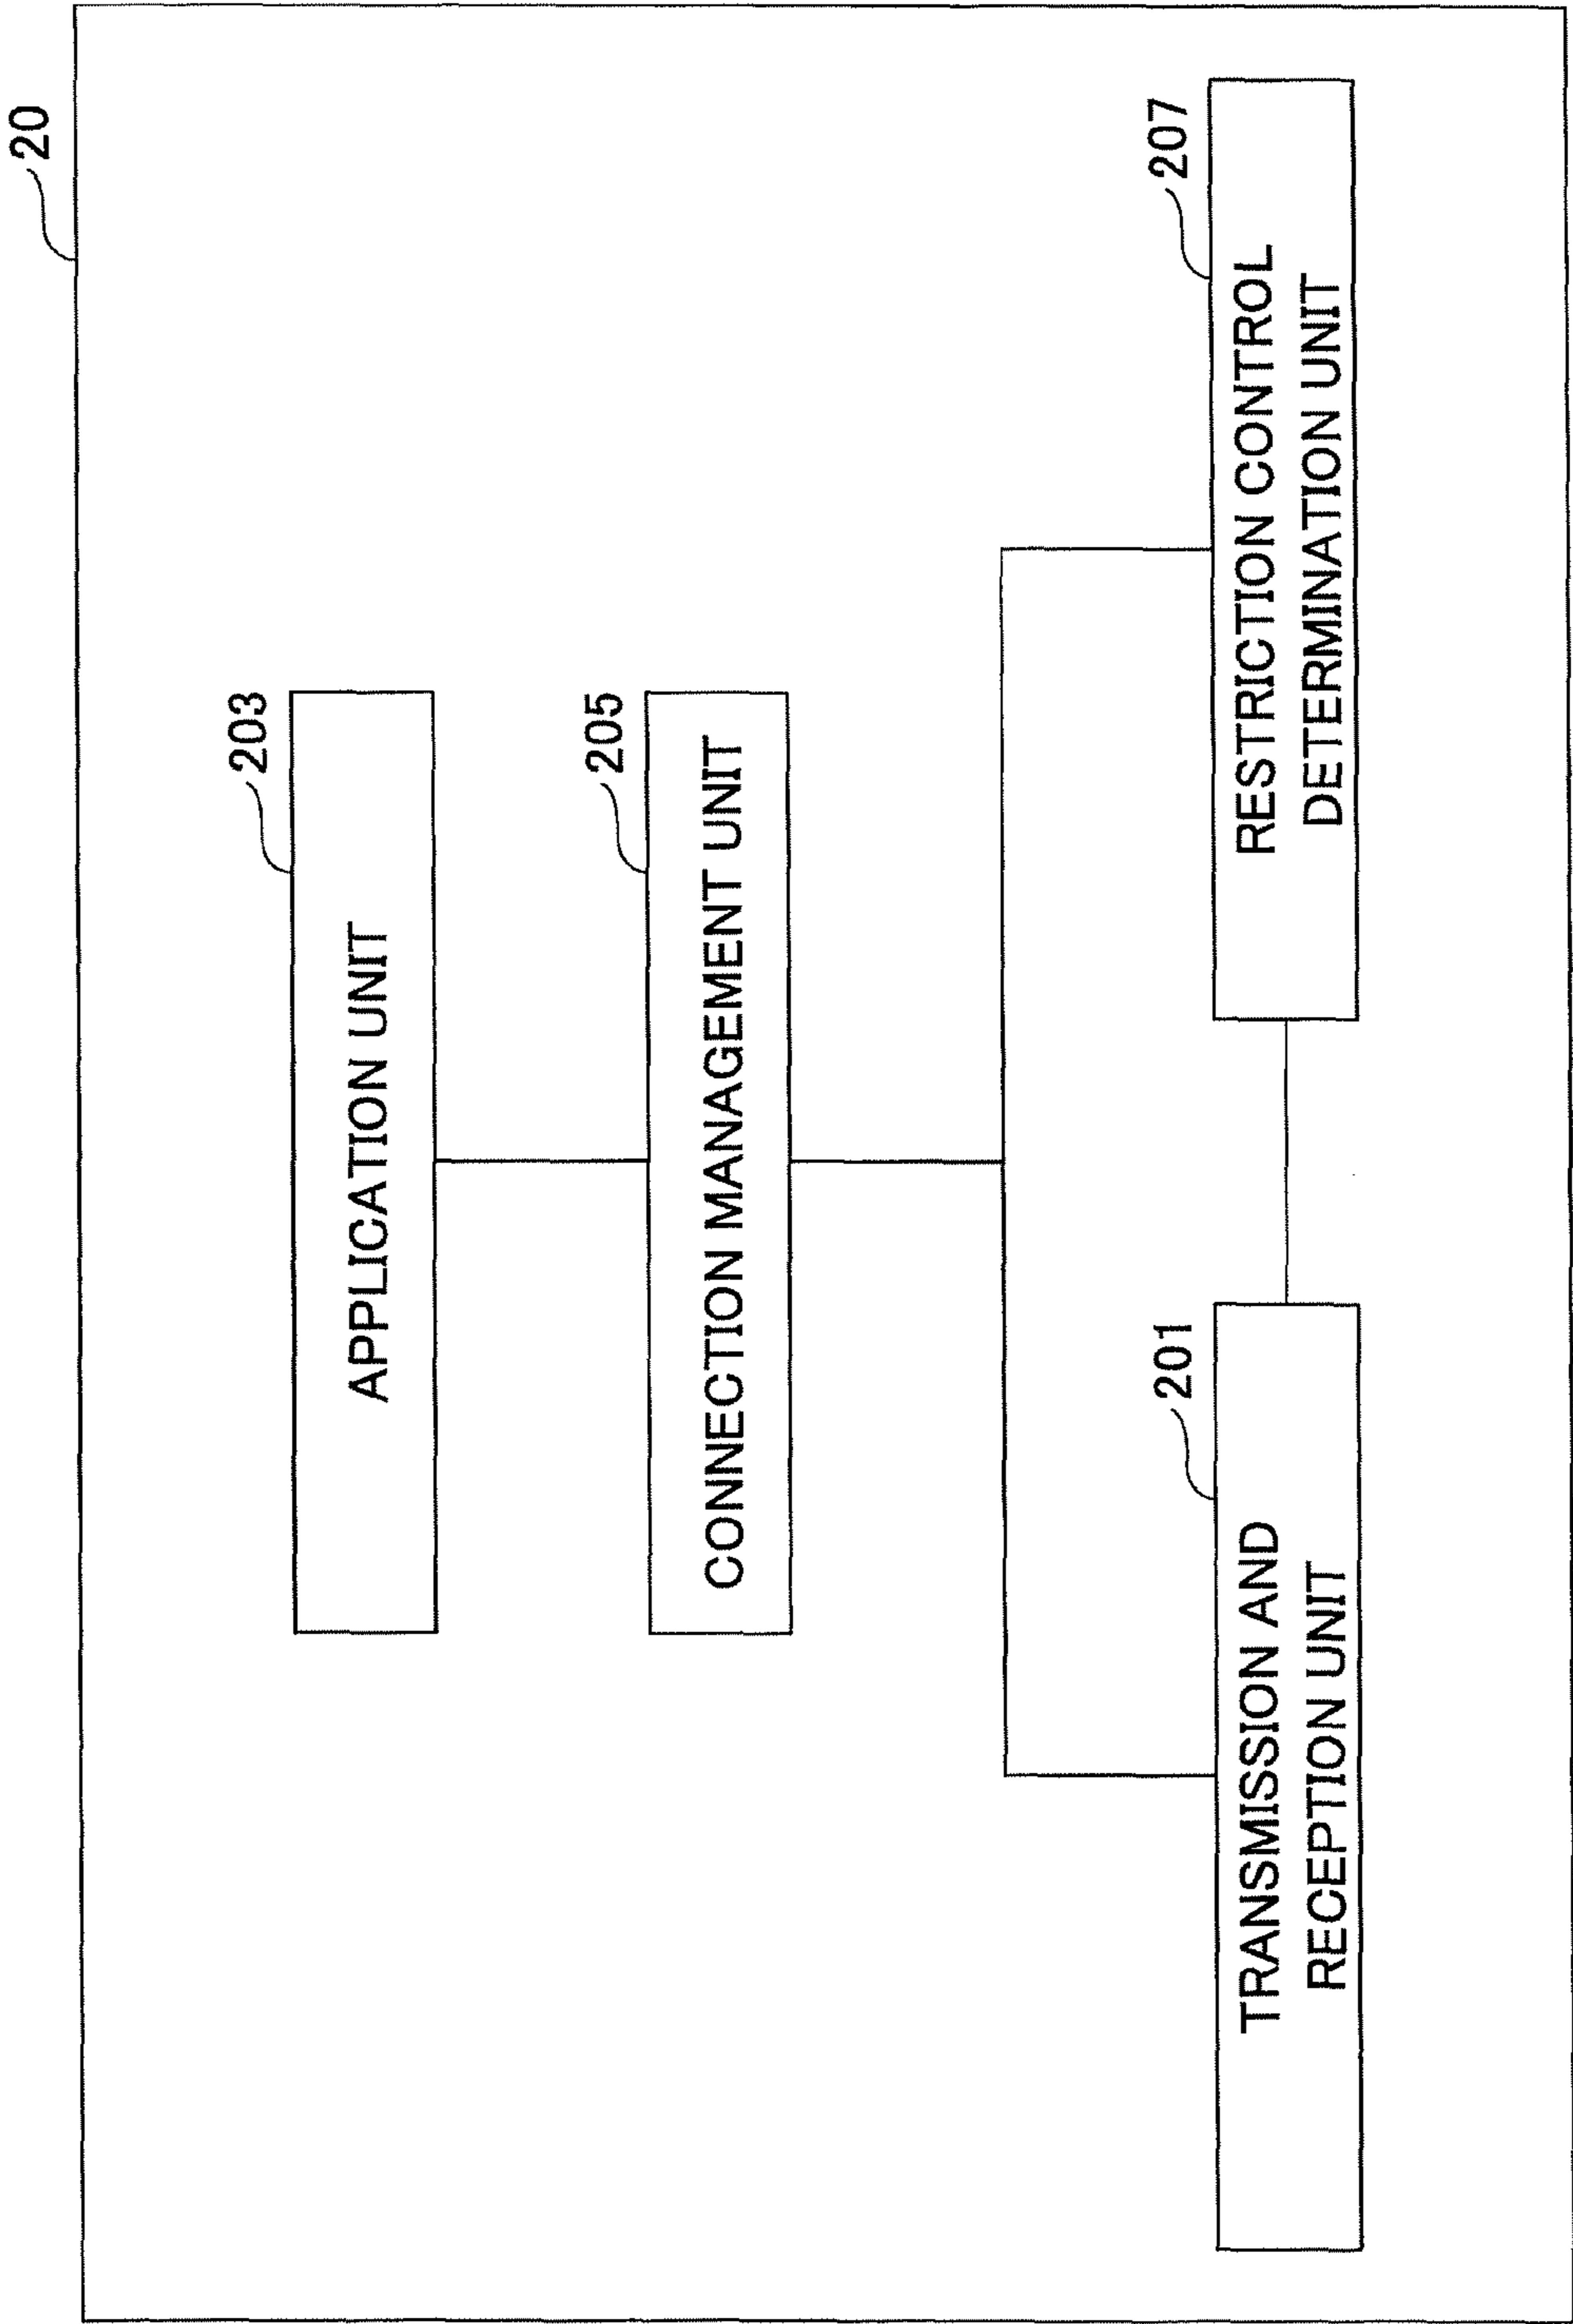 20
203
APPLICATION UNIT
205
CONNECTION MANAGEMENT UNIT
201
TRANSMISSION AND
RECEPTION UNIT
207
RESTRICTION CONTROL
DETERMINATION UNIT